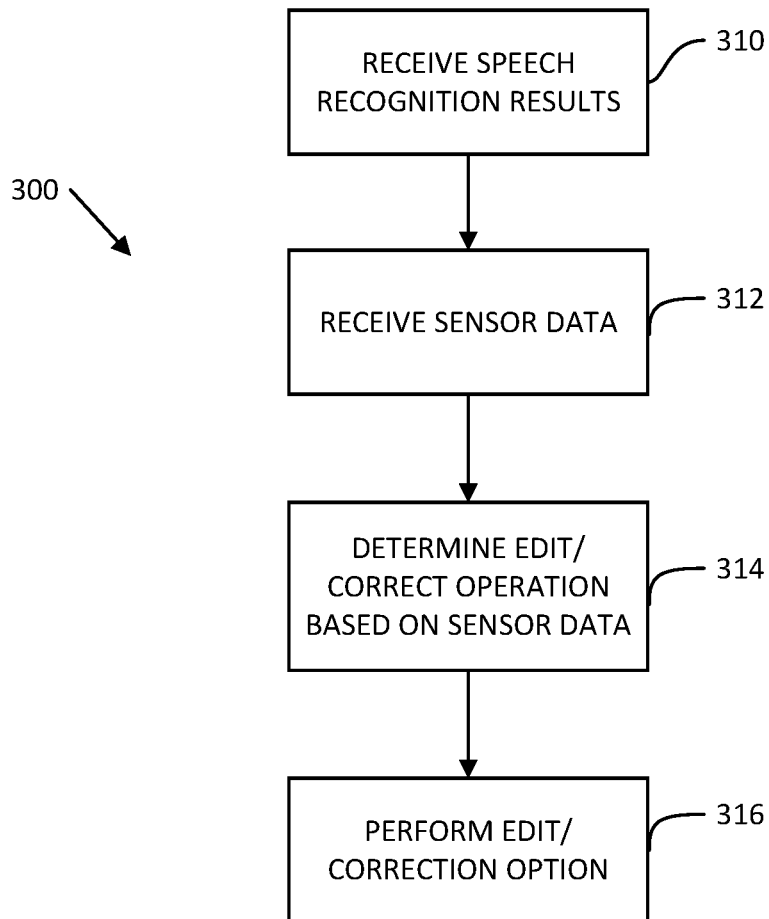 RECEIVE SPEECH
RECOGNITION RESULTS
310
300
RECEIVE SENSOR DATA
312
DETERMINE EDIT/
CORRECT OPERATION
BASED ON SENSOR DATA
314
PERFORM EDIT/
CORRECTION OPTION
316